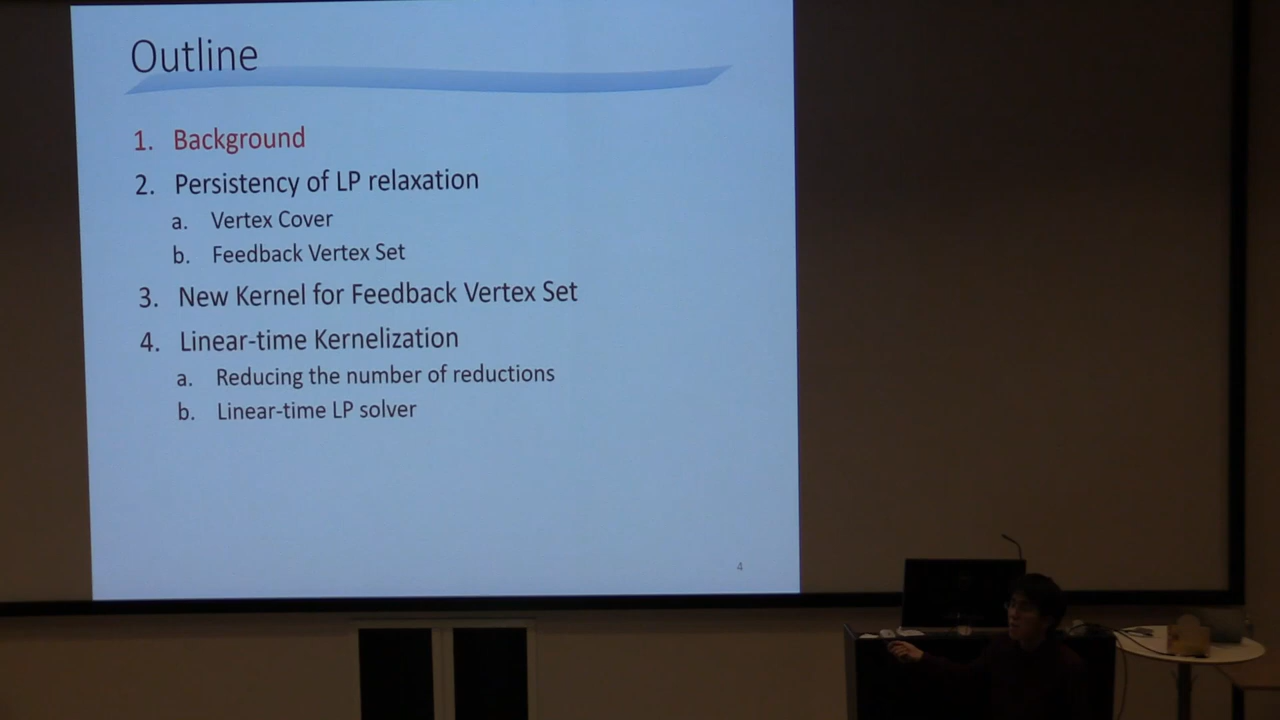 Outline
1. Background
2. Persistency of LP relaxation
a. Vertex Cover
b. Feedback Vertex Set
3. New Kernel for Feedback Vertex Set
4. Linear-time Kernelization
a. Reducing the number of reductions
b. Linear-time LP solver
4